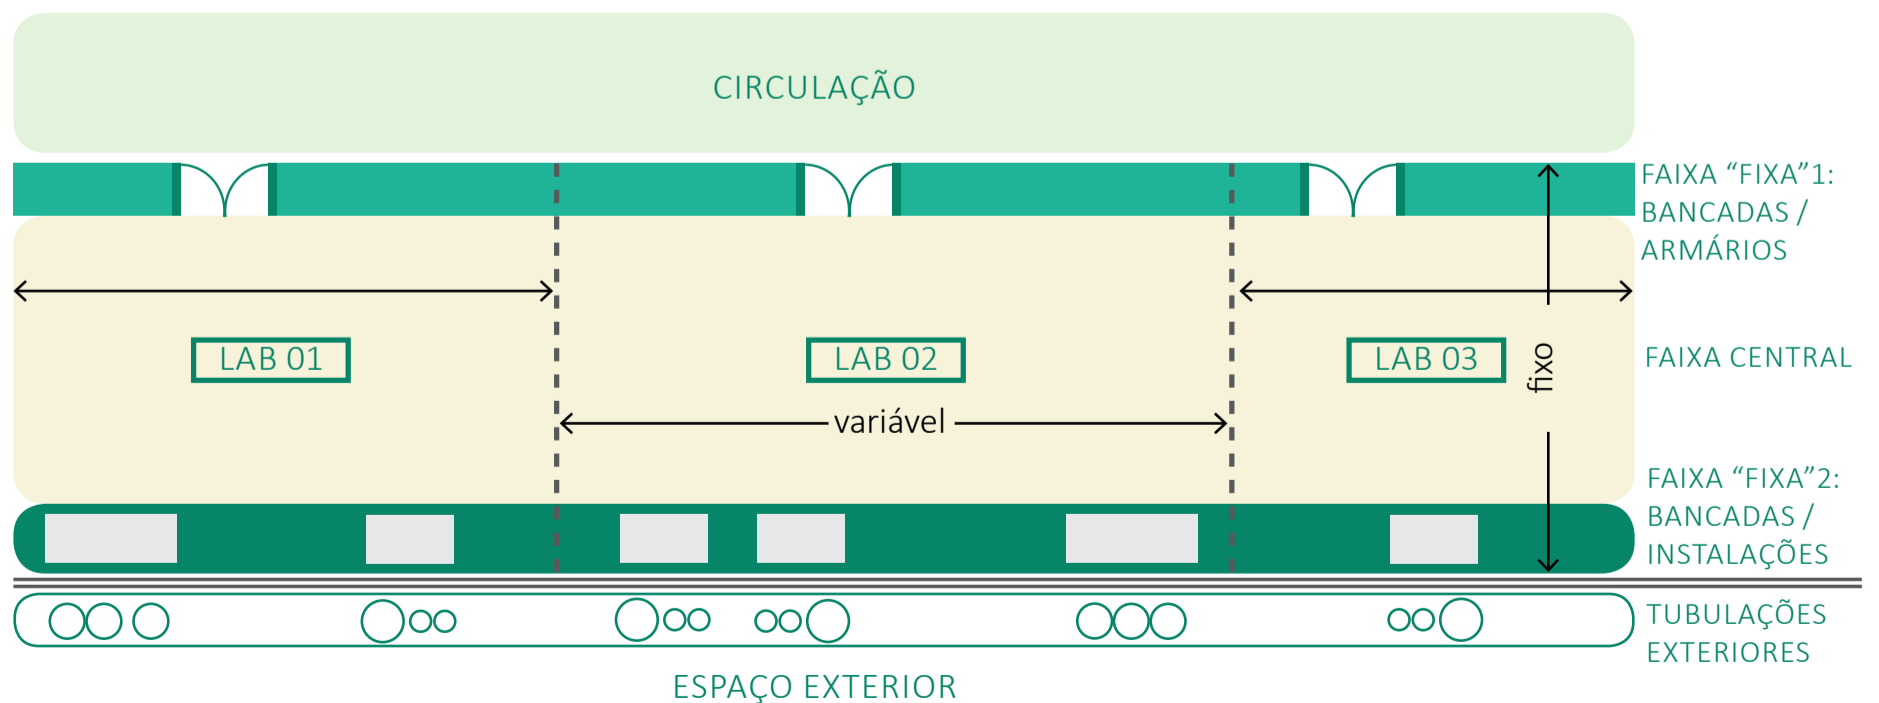 CIRCULAÇÃO
FAIXA “FIXA”1:
BANCADAS /
ARMÁRIOS
LAB 01
LAB 02
LAB 03
fixo
FAIXA CENTRAL
variável
FAIXA “FIXA”2:
BANCADAS /
INSTALAÇÕES
TUBULAÇÕES
EXTERIORES
ESPAÇO EXTERIOR